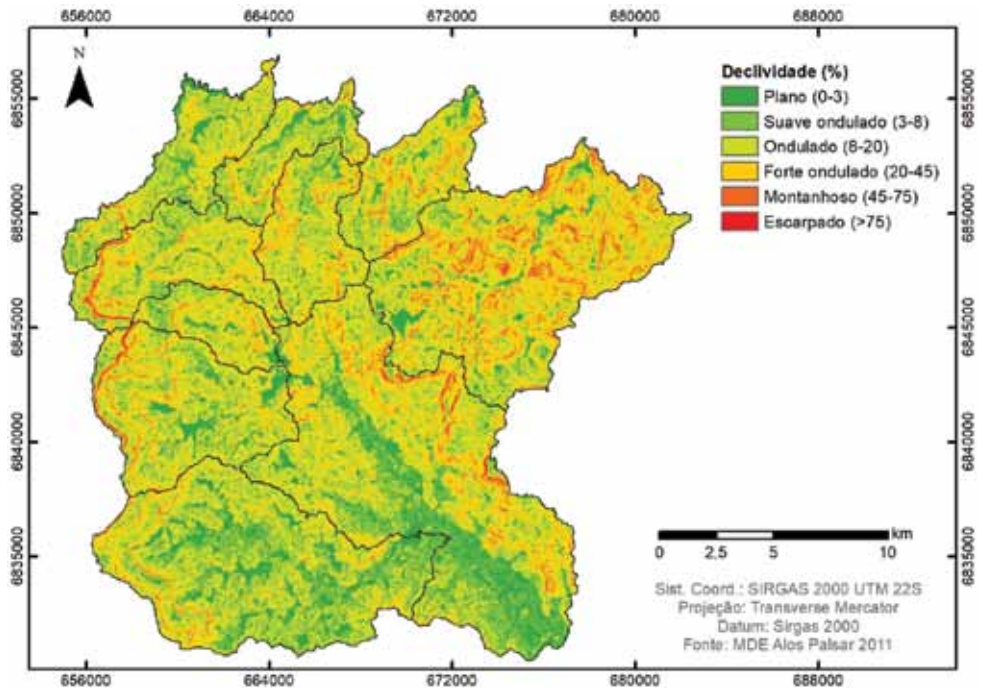 656000 664000 672000 680000 688000
N
Declividade (%)
Plano (0-3)
Suave ondulado (3-8)
Ondulado (8-20)
Forte ondulado (20-45)
Montanhoso (45-75)
Escarpado (>75)
6855000 6855000
6850000 6850000
6845000 6845000
6840000 6840000
6835000 6835000
km
0 2.5 5 10
Sist. Coord.: SIRGAS 2000 UTM 22S
Projeção: Transverse Mercator
Datum: Sirgas 2000
Fonte: MDE Alos Palsar 2011
656000 664000 672000 680000 688000